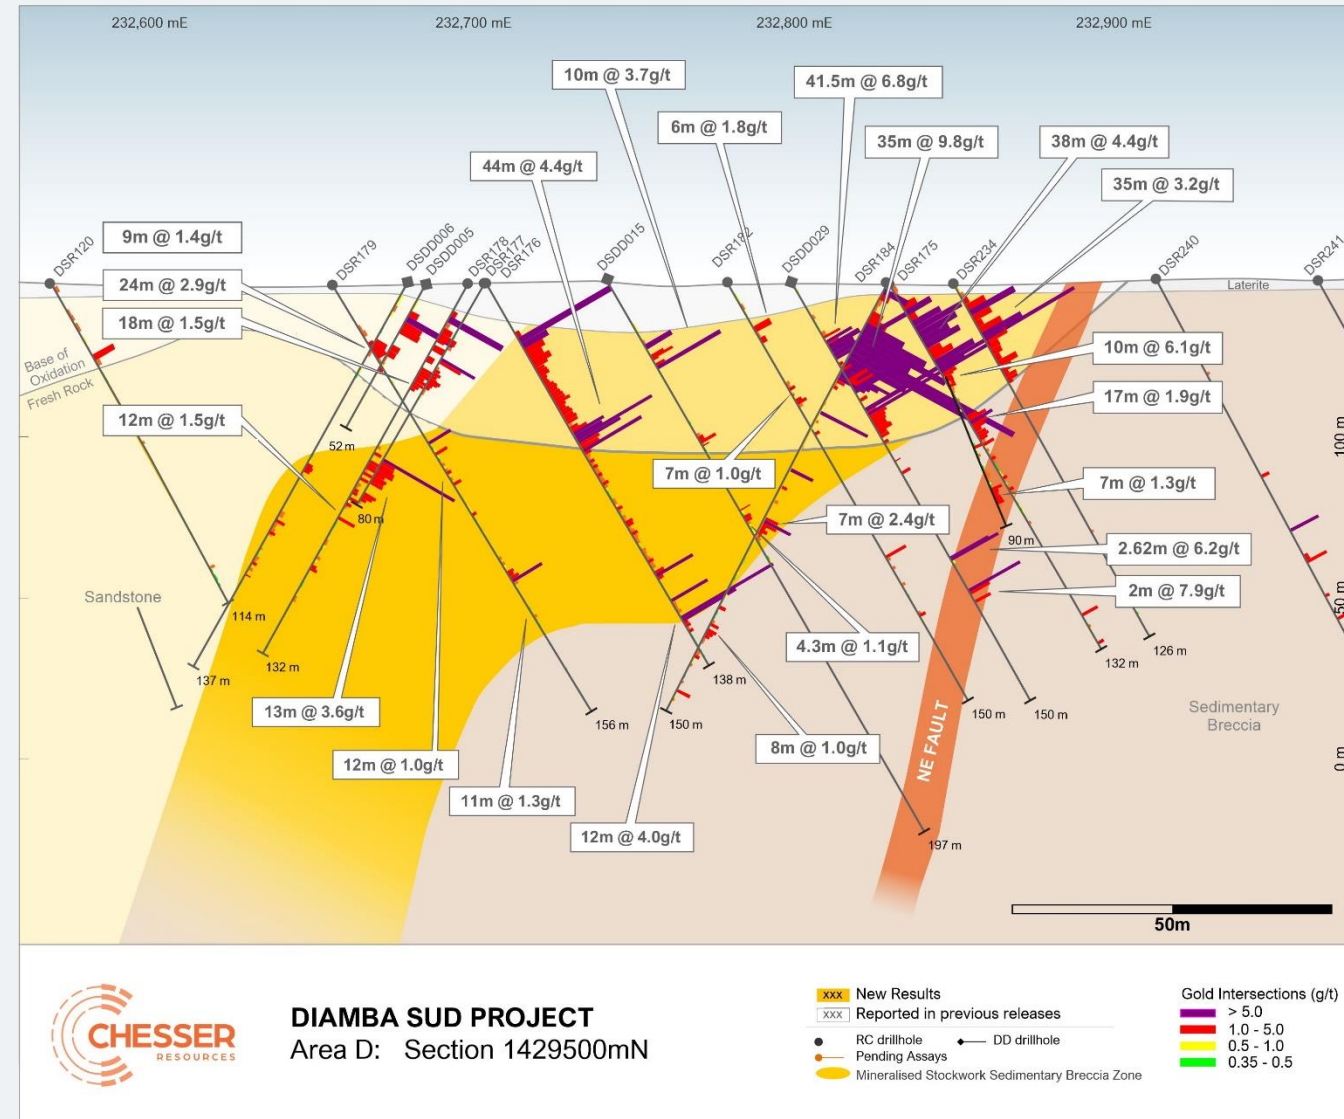 232,600 mE
232,700 mE
232,800 mE
232,900 mE
10m @ 3.7g/t
41.5m @ 6.8g/t
6m @ 1.8g/t
35m @ 9.8g/t
38m @ 4.4g/t
44m @ 4.4g/t
35m @ 3.2g/t
9m @ 1.4g/t
24m @ 2.9g/t
18m @ 1.5g/t
DSR120
DSR179
DSDD006
DSDD005
DSR178
DSR177
DSR176
DSDD015
DSR182
DSDD029
DSR184
DSR175
DSR234
DSR240
DSR241
Laterite
Base of
Oxidation
Fresh Rock
10m @ 6.1g/t
17m @ 1.9g/t
12m @ 1.5g/t
52 m
100 m
7m @ 1.0g/t
7m @ 1.3g/t
80 m
7m @ 2.4g/t
90 m
2.62m @ 6.2g/t
2m @ 7.9g/t
50 m
Sandstone
114 m
4.3m @ 1.1g/t
132 m
126 m
132 m
137 m
138 m
13m @ 3.6g/t
156 m
150 m
150 m
150 m
Sedimentary
Breccia
8m @ 1.0g/t
NE FAULT
0 m
12m @ 1.0g/t
11m @ 1.3g/t
12m @ 4.0g/t
197 m
50m
CHESSER
RESOURCES
DIAMBA SUD PROJECT
Area D: Section 1429500mN
XXX New Results
XXX Reported in previous releases
RC drillhole
DD drillhole
Pending Assays
Mineralised Stockwork Sedimentary Breccia Zone
Gold Intersections (g/t)
> 5.0
1.0 - 5.0
0.5 - 1.0
0.35 - 0.5